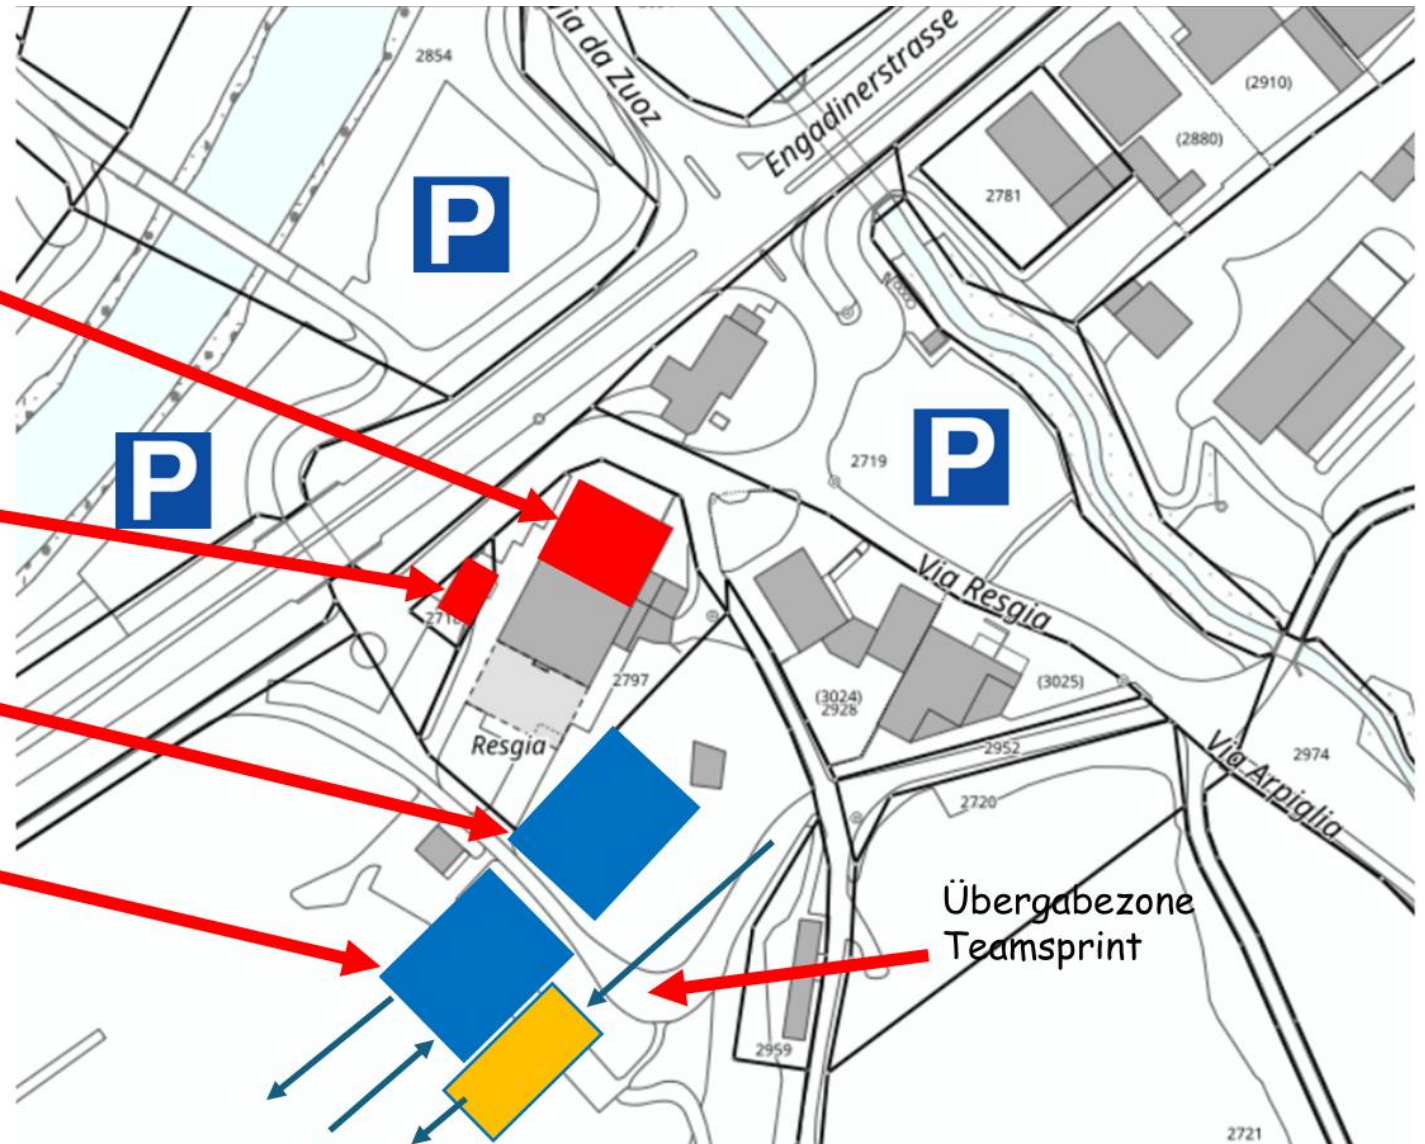 2854
Via da Zuoz
Engadinerstrasse
(2910)
(2880)
2781
P
P
P
2719
Via Resgia
2797
(3024)
2928
(3025)
Resgia
2952
Via Arpiglia
2974
2720
Übergabezone
Teamsprint
2959
2721